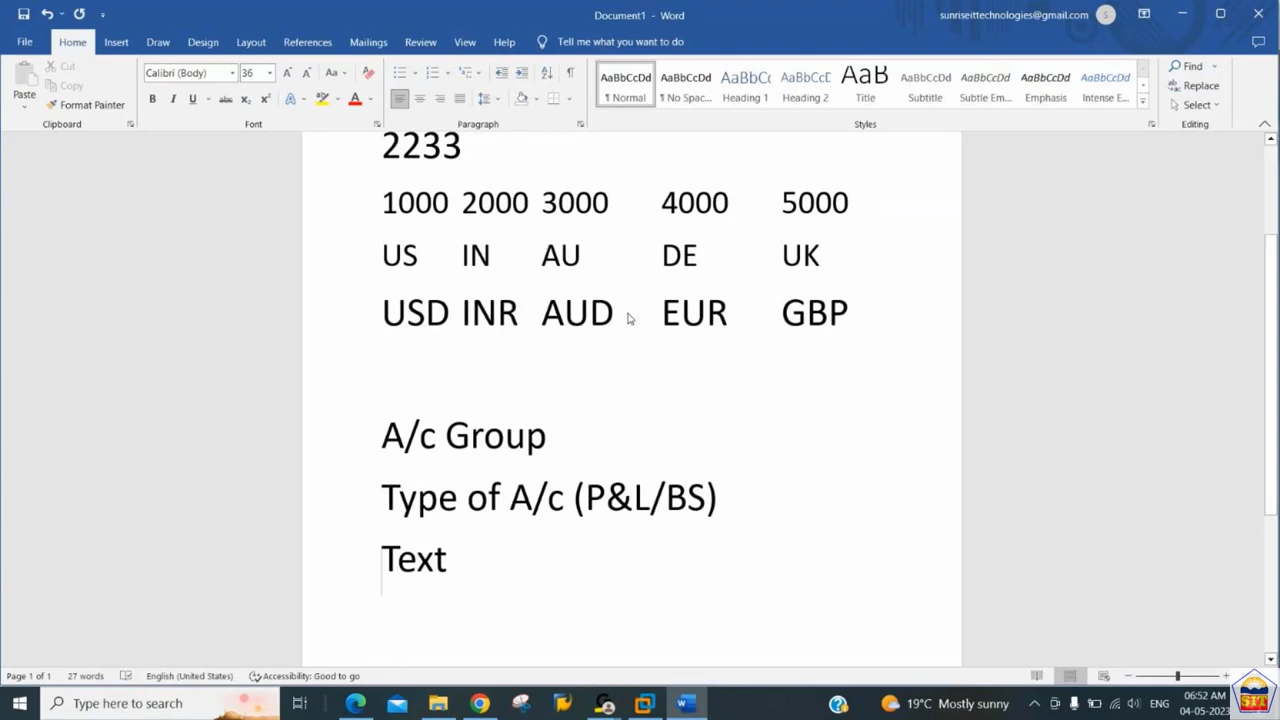 Document1 - Word
sunriseittechnologies@gmail.com
S
File Home Insert Draw Design Layout References Mailings Review View Help Tell me what you want to do
Paste
Cut
Copy
Format Painter
Clipboard
Calibri (Body) 36
Font
Paragraph
AaBbCcDd AaBbCcDd AaBbCc AaBbCcD AaB AaBbCcDd AaBbCcDd AaBbCcDd AaBbCcDd
¶ Normal ¶ No Spac... Heading 1 Heading 2 Title Subtitle Subtle Em... Emphasis Intense E...
Styles
Find
Replace
Select
Editing
2233
1000 2000 3000 4000 5000
US IN AU DE UK
USD INR AUD EUR GBP
A/c Group
Type of A/c (P&L/BS)
Text
Page 1 of 1 27 words English (United States) Accessibility: Good to go
Type here to search
19°C Mostly sunny
ENG
06:52 AM
04-05-2023
SIT